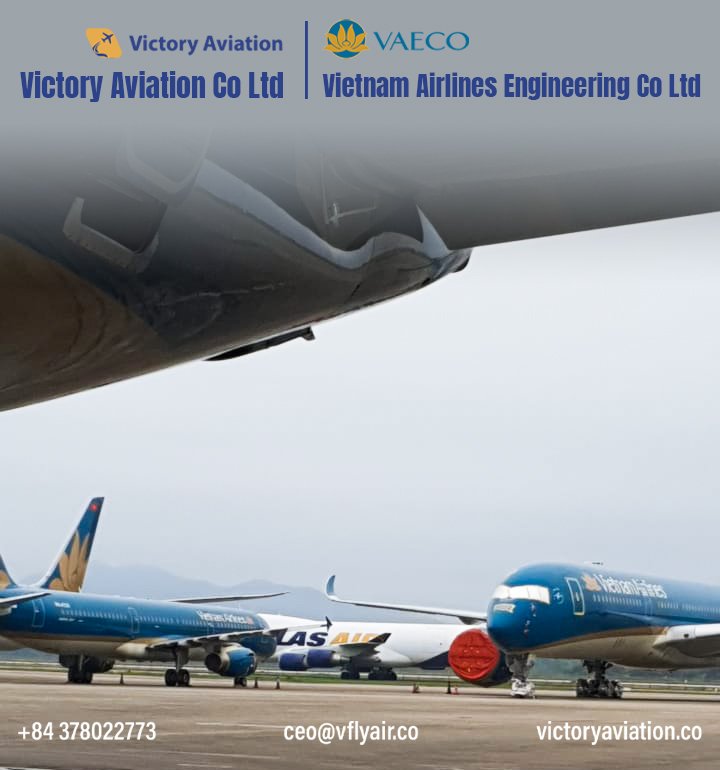 Victory Aviation
VAECO
Victory Aviation Co Ltd
Vietnam Airlines Engineering Co Ltd
Vietnam Airlines
Vietnam Airlines
LAS AIR
+84 378022773
ceo@vflyair.co
victoryaviation.co